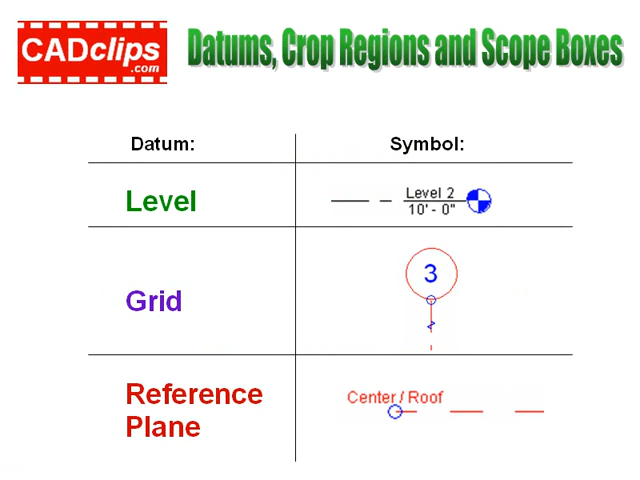 CADclips
.com
Datums, Crop Regions and Scope Boxes
Datum:
Symbol:
Level
Level 2
10' - 0"
Grid
3
Reference
Plane
Center / Roof